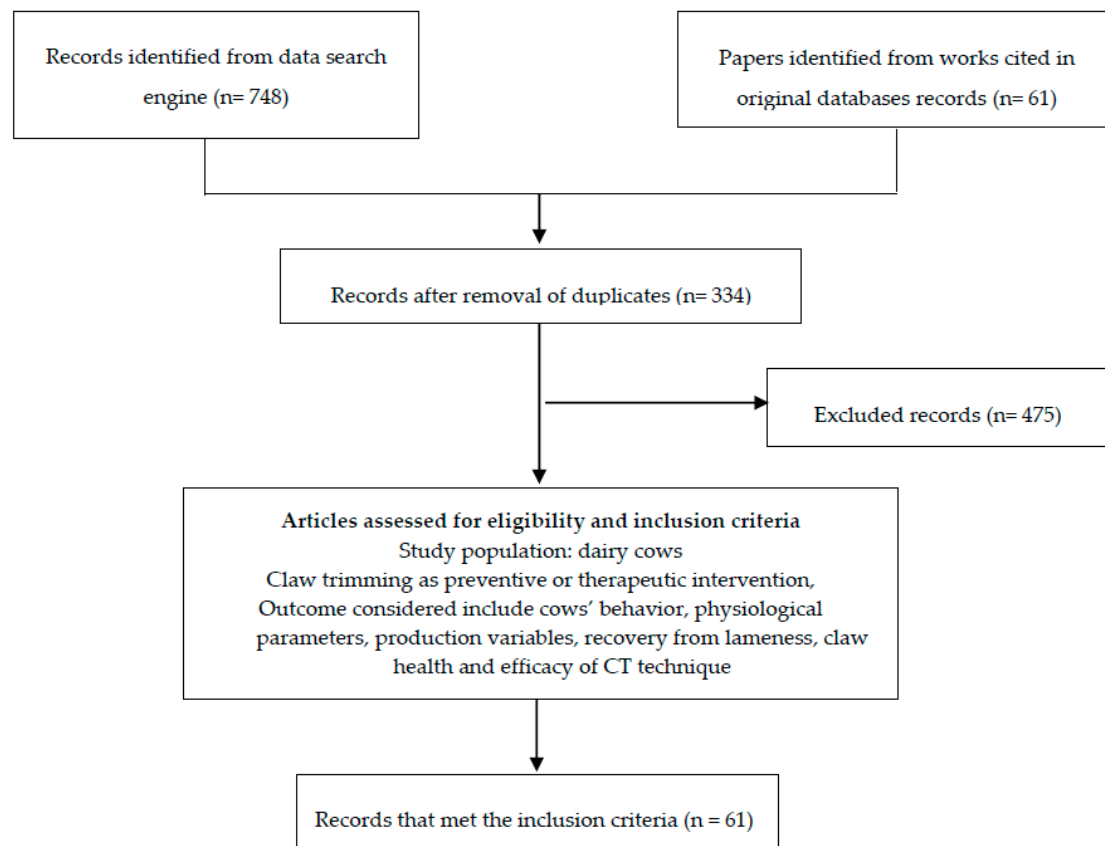 Records identified from data search
engine (n= 748)
Papers identified from works cited in
original databases records (n= 61)
Records after removal of duplicates (n= 334)
Excluded records (n= 475)
Articles assessed for eligibility and inclusion criteria
Study population: dairy cows
Claw trimming as preventive or therapeutic intervention,
Outcome considered include cows’ behavior, physiological
parameters, production variables, recovery from lameness, claw
health and efficacy of CT technique
Records that met the inclusion criteria (n = 61)